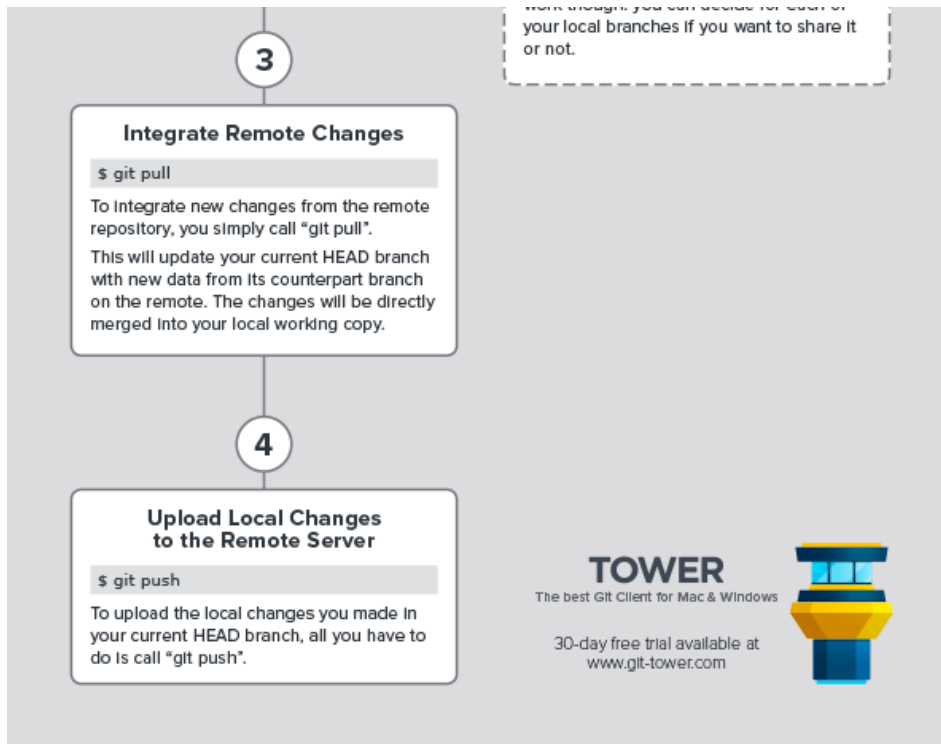 your local branches if you want to share it
or not.
3
Integrate Remote Changes
$ git pull
To integrate new changes from the remote
repository, you simply call “git pull”.
This will update your current HEAD branch
with new data from its counterpart branch
on the remote. The changes will be directly
merged into your local working copy.
4
Upload Local Changes
to the Remote Server
$ git push
To upload the local changes you made in
your current HEAD branch, all you have to
do is call “git push”.
TOWER
The best Git Client for Mac & Windows
30-day free trial available at
www.git-tower.com